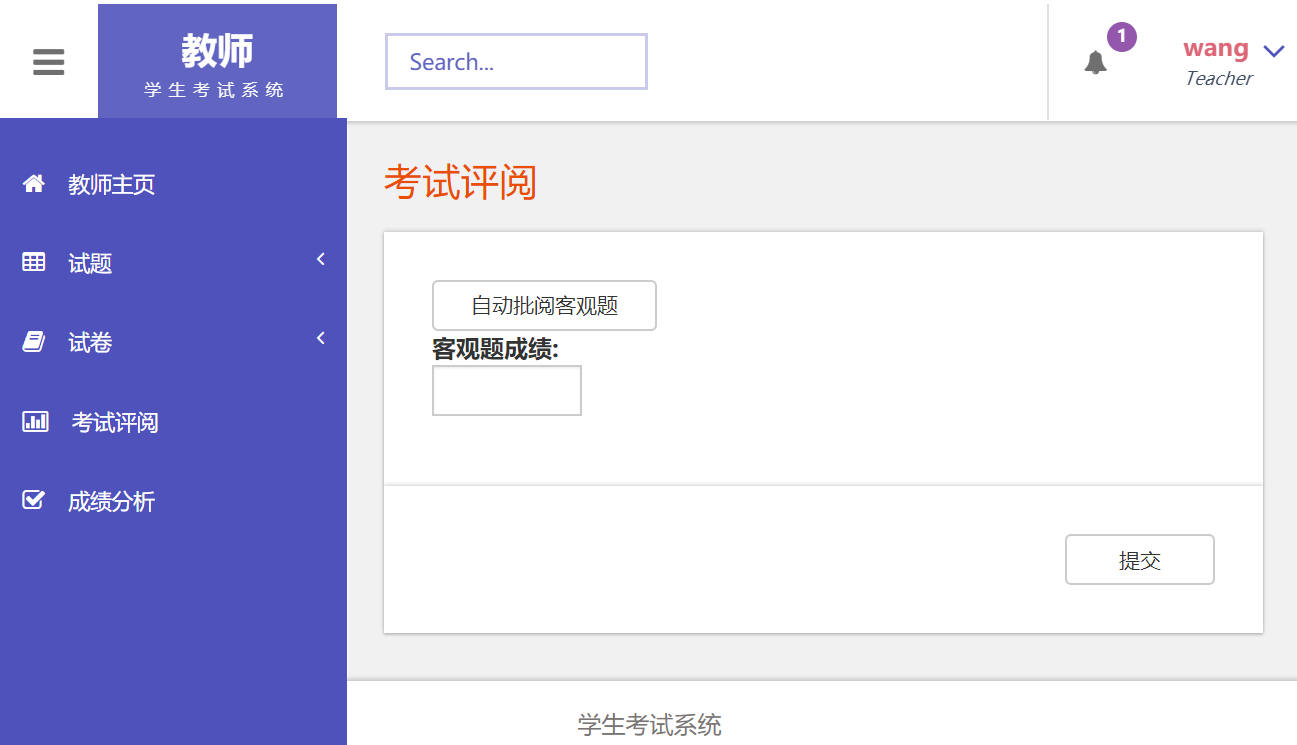 教师
学生考试系统
Search...
1
wang
Teacher
教师主页
试题
试卷
考试评阅
成绩分析
考试评阅
自动批阅客观题
客观题成绩:
提交
学生考试系统